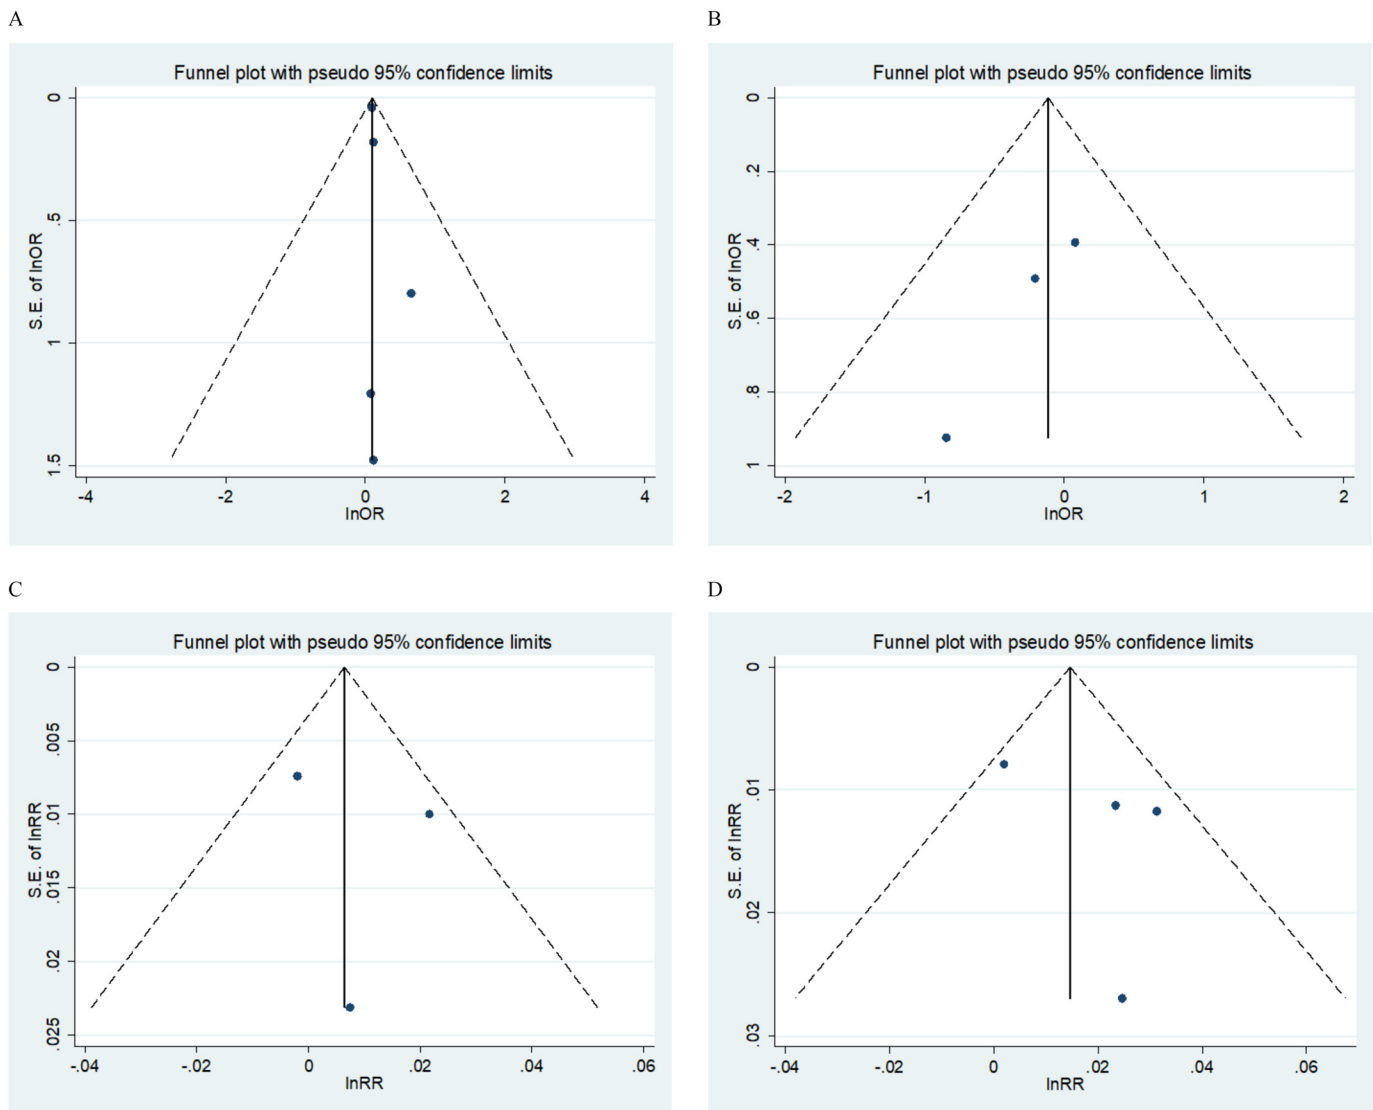 A
Funnel plot with pseudo 95% confidence limits
S.E. of lnOR
0
.5
1
1.5
-4 -2 0 2 4
lnOR
B
Funnel plot with pseudo 95% confidence limits
S.E. of lnOR
0
.2
.4
.6
.8
1
-2 -1 0 1 2
lnOR
C
Funnel plot with pseudo 95% confidence limits
S.E. of lnRR
0
.005
.01
.015
.02
.025
-.04 -.02 0 .02 .04 .06
lnRR
D
Funnel plot with pseudo 95% confidence limits
S.E. of lnRR
0
.01
.02
.03
-.04 -.02 0 .02 .04 .06
lnRR